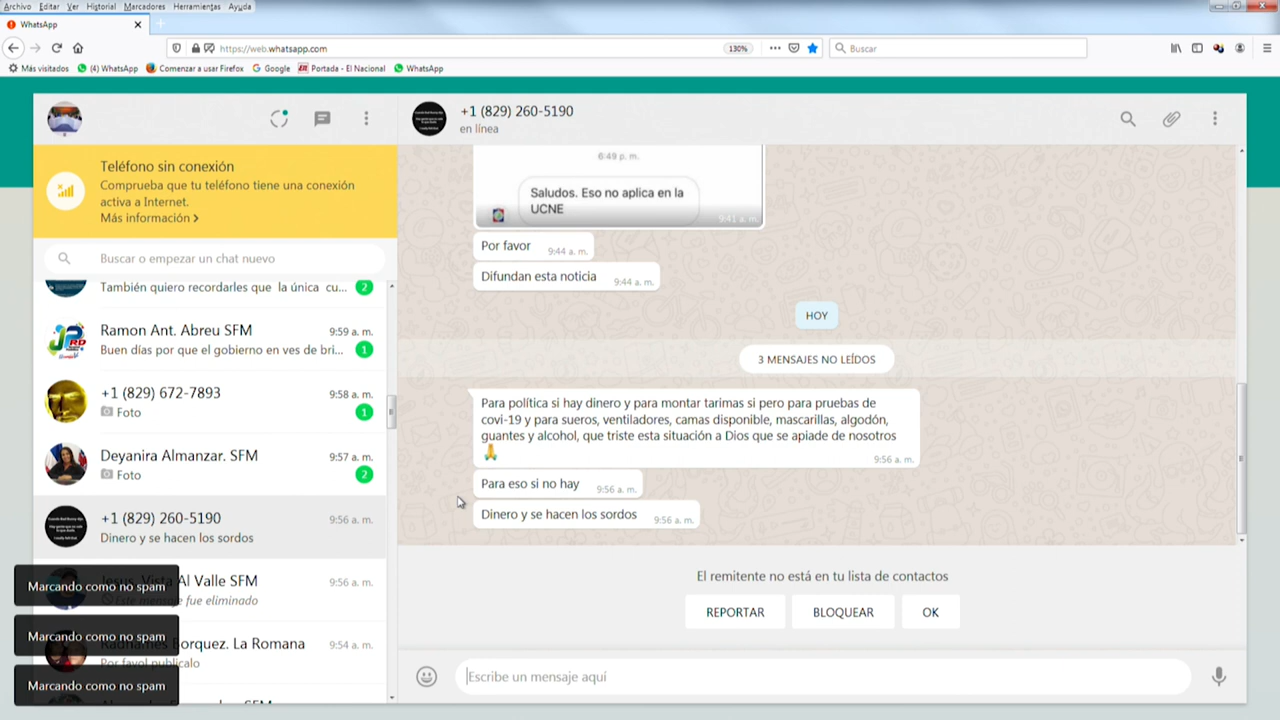 Archivo Editar Ver Historial Marcadores Herramientas Ayuda
WhatsApp
https://web.whatsapp.com
130%
Buscar
Más visitados
(4) WhatsApp
Comenzar a usar Firefox
Google
Portada - El Nacional
WhatsApp
+1 (829) 260-5190
en línea
Teléfono sin conexión
Comprueba que tu teléfono tiene una conexión
activa a Internet.
Más información
Buscar o empezar un chat nuevo
También quiero recordarles que la única cu...
2
Ramon Ant. Abreu SFM
9:59 a. m.
Buen días por que el gobierno en ves de bri...
1
+1 (829) 672-7893
9:58 a. m.
Foto
1
Deyanira Almanzar. SFM
9:57 a. m.
Foto
2
+1 (829) 260-5190
9:56 a. m.
Dinero y se hacen los sordos
Vista Al Valle SFM
9:56 a. m.
mensaje fue eliminado
Borquez. La Romana
9:54 a. m.
Por favol publicalo
Marcando como no spam
Marcando como no spam
Marcando como no spam
6:49 p. m.
Saludos. Eso no aplica en la
UCNE
9:41 a. m.
Por favor
9:44 a. m.
Difundan esta noticia
9:44 a. m.
HOY
3 MENSAJES NO LEÍDOS
Para política si hay dinero y para montar tarimas si pero para pruebas de
covi-19 y para sueros, ventiladores, camas disponible, mascarillas, algodón,
guantes y alcohol, que triste esta situación a Dios que se apiade de nosotros
🙏
9:56 a. m.
Para eso si no hay
9:56 a. m.
Dinero y se hacen los sordos
9:56 a. m.
El remitente no está en tu lista de contactos
REPORTAR
BLOQUEAR
OK
Escribe un mensaje aquí